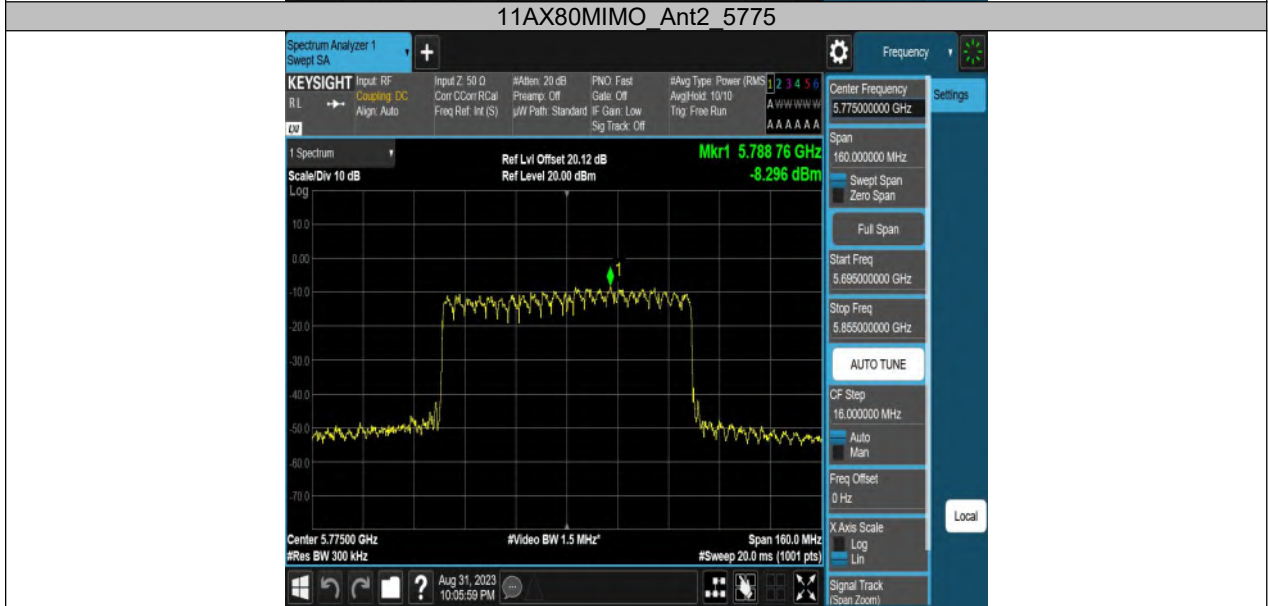 11AX80MIMO_Ant2_5775
Spectrum Analyzer 1
Swept SA
+
Frequency
KEYSIGHT
RL
LXI
Input: RF
Coupling: DC
Align: Auto
Input Z: 50 Ω
Corr CCorr RCal
Freq Ref: Int (S)
#Atten: 20 dB
Preamp: Off
µW Path: Standard
PNO: Fast
Gate: Off
IF Gain: Low
Sig Track: Off
#Avg Type: Power (RMS
Avg|Hold: 10/10
Trig: Free Run
1 2 3 4 5 6
A W W W W W
A A A A A A
1 Spectrum
Scale/Div 10 dB
Log
Ref Lvl Offset 20.12 dB
Ref Level 20.00 dBm
Mkr1 5.788 76 GHz
-8.296 dBm
10.0
0.00
-10.0
-20.0
-30.0
-40.0
-50.0
-60.0
-70.0
1
Center 5.77500 GHz
#Res BW 300 kHz
#Video BW 1.5 MHz*
Span 160.0 MHz
#Sweep 20.0 ms (1001 pts)
?
Aug 31, 2023
10:05:59 PM
Center Frequency
5.775000000 GHz
Span
160.000000 MHz
Swept Span
Zero Span
Full Span
Start Freq
5.695000000 GHz
Stop Freq
5.855000000 GHz
AUTO TUNE
CF Step
16.000000 MHz
Auto
Man
Freq Offset
0 Hz
X Axis Scale
Log
Lin
Signal Track
(Span Zoom)
Settings
Local